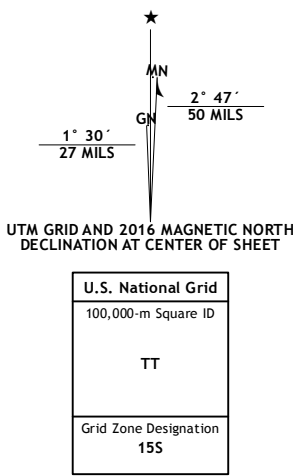 ★
MN
GN
2° 47´
50 MILS
1° 30´
27 MILS
UTM GRID AND 2016 MAGNETIC NORTH
DECLINATION AT CENTER OF SHEET
U.S. National Grid
100,000-m Square ID
TT
Grid Zone Designation
15S